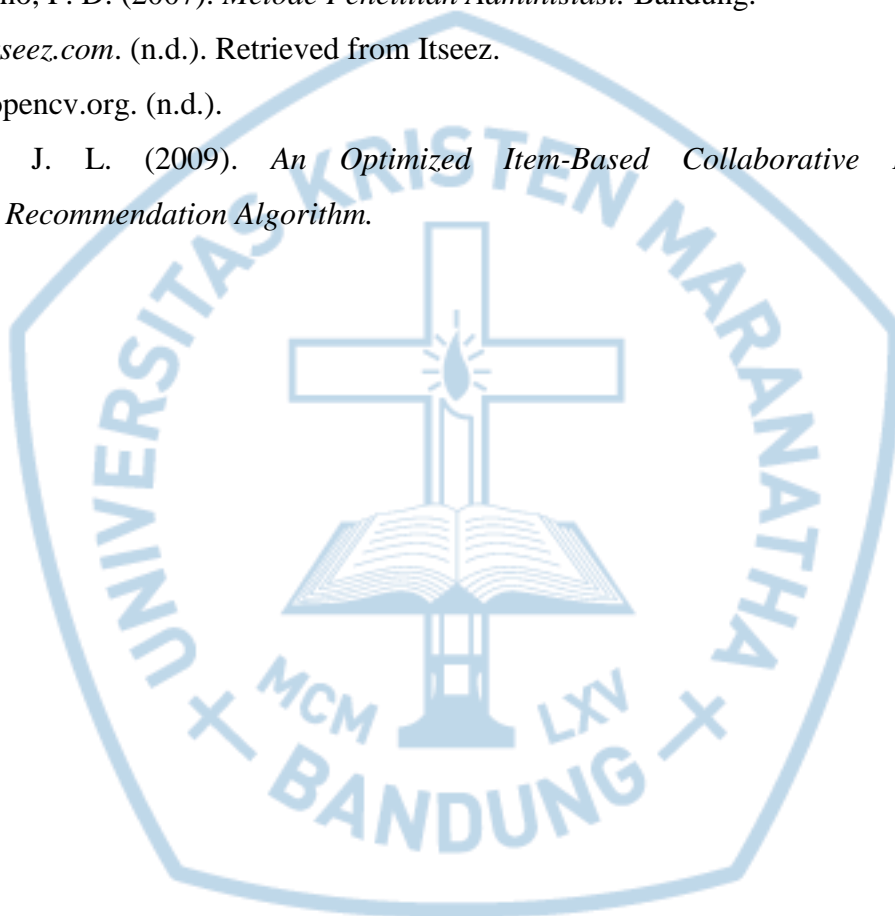 P. D. (2007). Metode Penelitian
Bandung.
seez.com. (n.d.). Retrieved from Itseez.
opencv.org. (n.d.).
J. L. (2009). An Optimized Item-Based Collaborative
Recommendation Algorithm.
UNIVERSITAS KRISTEN MARANATHA
MCM LXV
BANDUNG